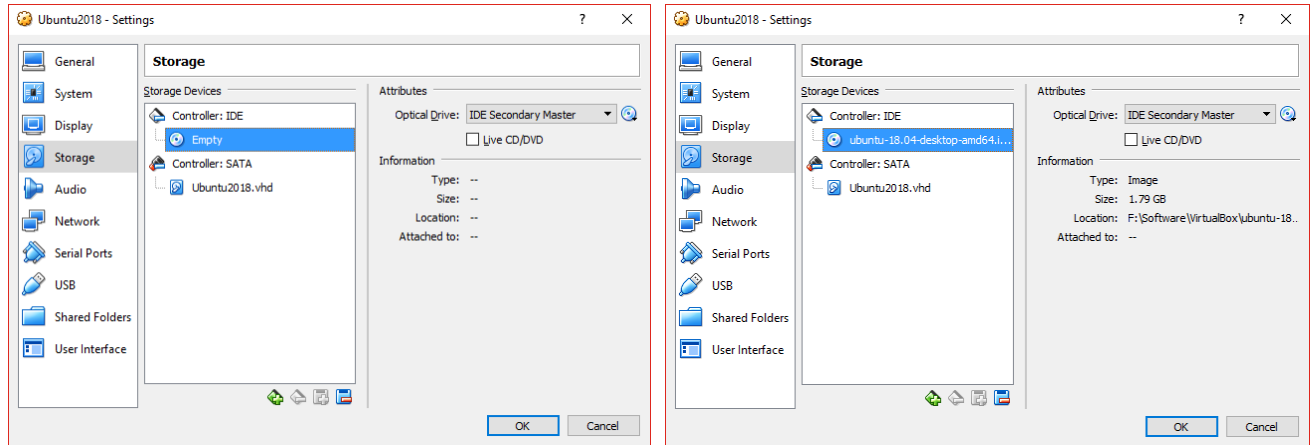 Ubuntu2018 - Settings
?
General
System
Display
Storage
Audio
Network
Serial Ports
USB
Shared Folders
User Interface
Storage
Storage Devices
Controller: IDE
Empty
Controller: SATA
Ubuntu2018.vhd
Attributes
Optical Drive: IDE Secondary Master
Live CD/DVD
Information
Type: --
Size: --
Location: --
Attached to: --
OK
Cancel
Ubuntu2018 - Settings
?
General
System
Display
Storage
Audio
Network
Serial Ports
USB
Shared Folders
User Interface
Storage
Storage Devices
Controller: IDE
ubuntu-18.04-desktop-amd64.i...
Controller: SATA
Ubuntu2018.vhd
Attributes
Optical Drive: IDE Secondary Master
Live CD/DVD
Information
Type: Image
Size: 1.79 GB
Location: F:\Software\VirtualBox\ubuntu-18..
Attached to: --
OK
Cancel